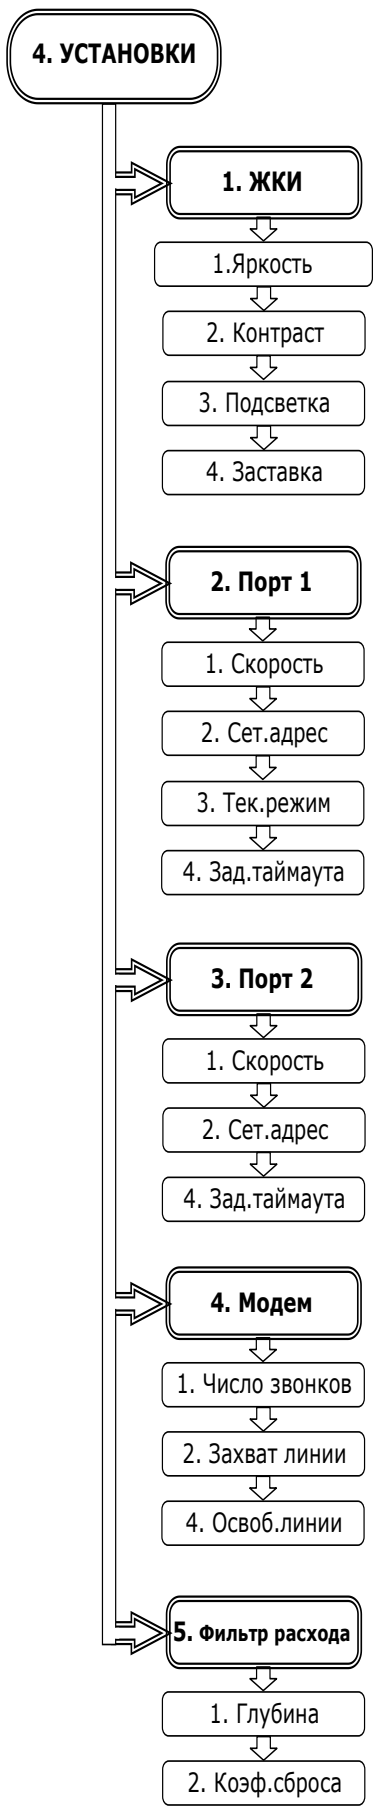 4. УСТАНОВКИ
1. ЖКИ
1.Яркость
2. Контраст
3. Подсветка
4. Заставка
2. Порт 1
1. Скорость
2. Сет.адрес
3. Тек.режим
4. Зад.таймаута
3. Порт 2
1. Скорость
2. Сет.адрес
4. Зад.таймаута
4. Модем
1. Число звонков
2. Захват линии
4. Освоб.линии
5. Фильтр расхода
1. Глубина
2. Коэф.сброса